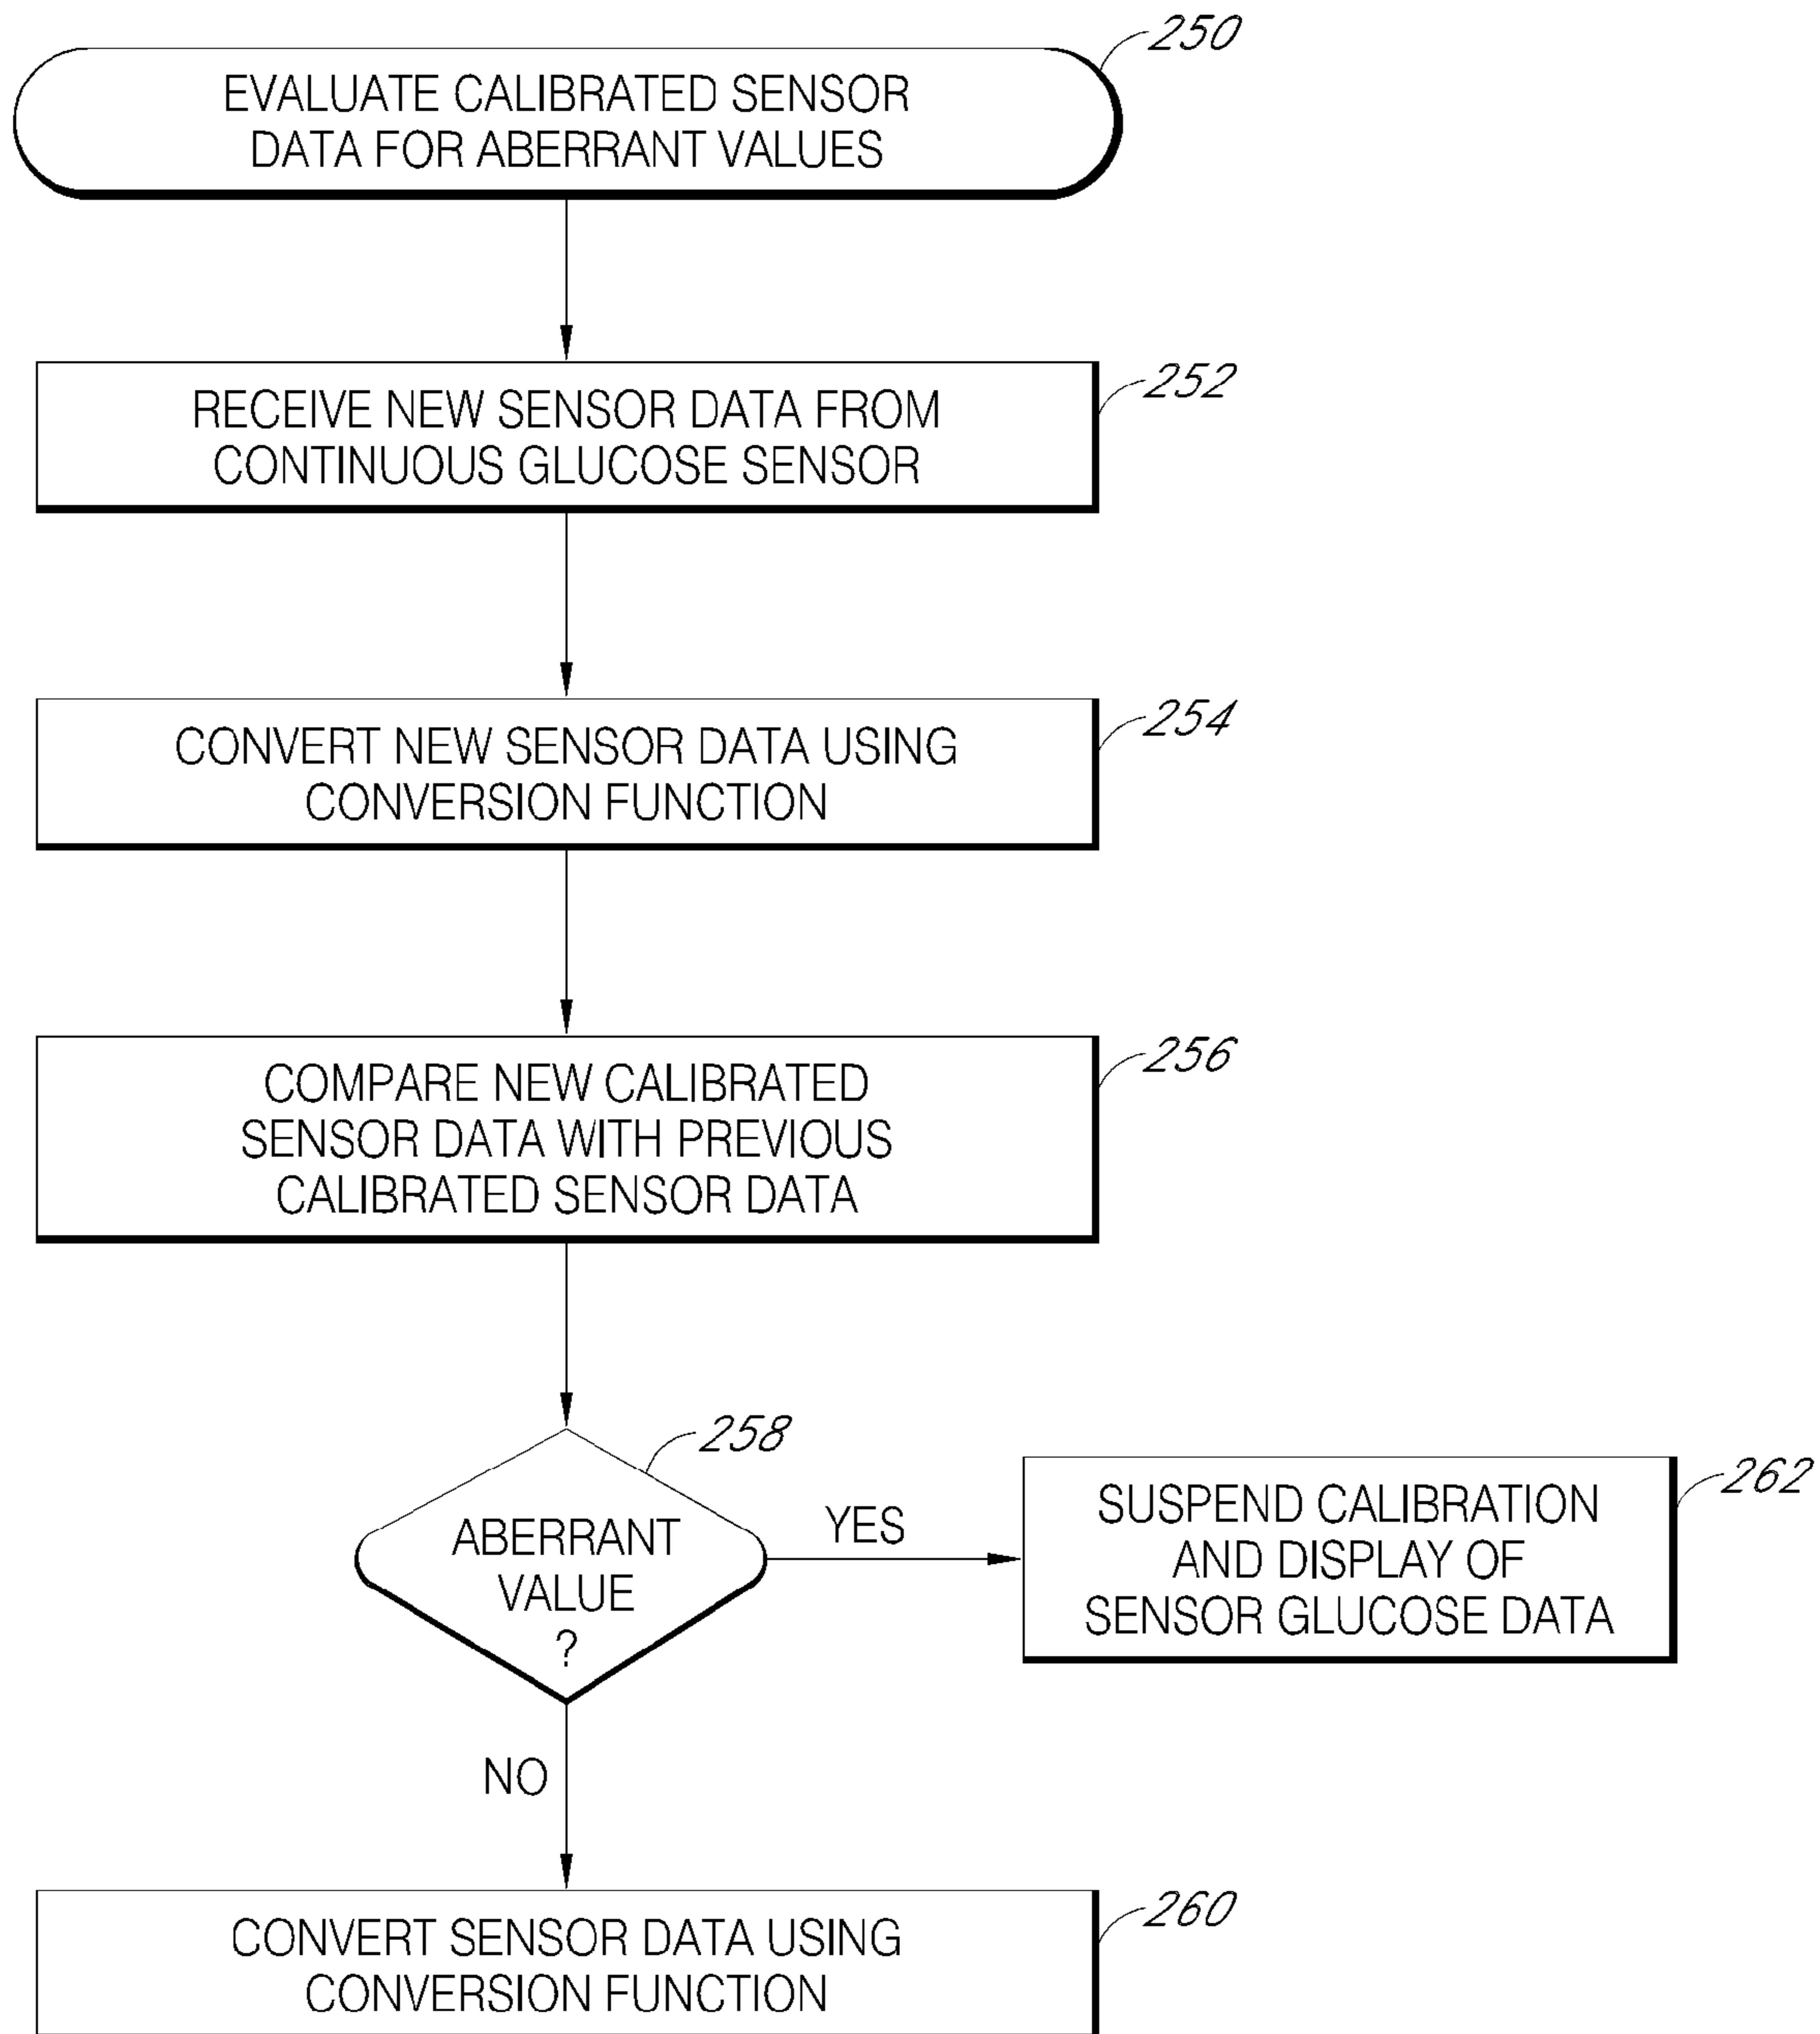 250
EVALUATE CALIBRATED SENSOR
DATA FOR ABERRANT VALUES
252
RECEIVE NEW SENSOR DATA FROM
CONTINUOUS GLUCOSE SENSOR
254
CONVERT NEW SENSOR DATA USING
CONVERSION FUNCTION
256
COMPARE NEW CALIBRATED
SENSOR DATA WITH PREVIOUS
CALIBRATED SENSOR DATA
258
ABERRANT
VALUE
?
YES
262
SUSPEND CALIBRATION
AND DISPLAY OF
SENSOR GLUCOSE DATA
NO
260
CONVERT SENSOR DATA USING
CONVERSION FUNCTION